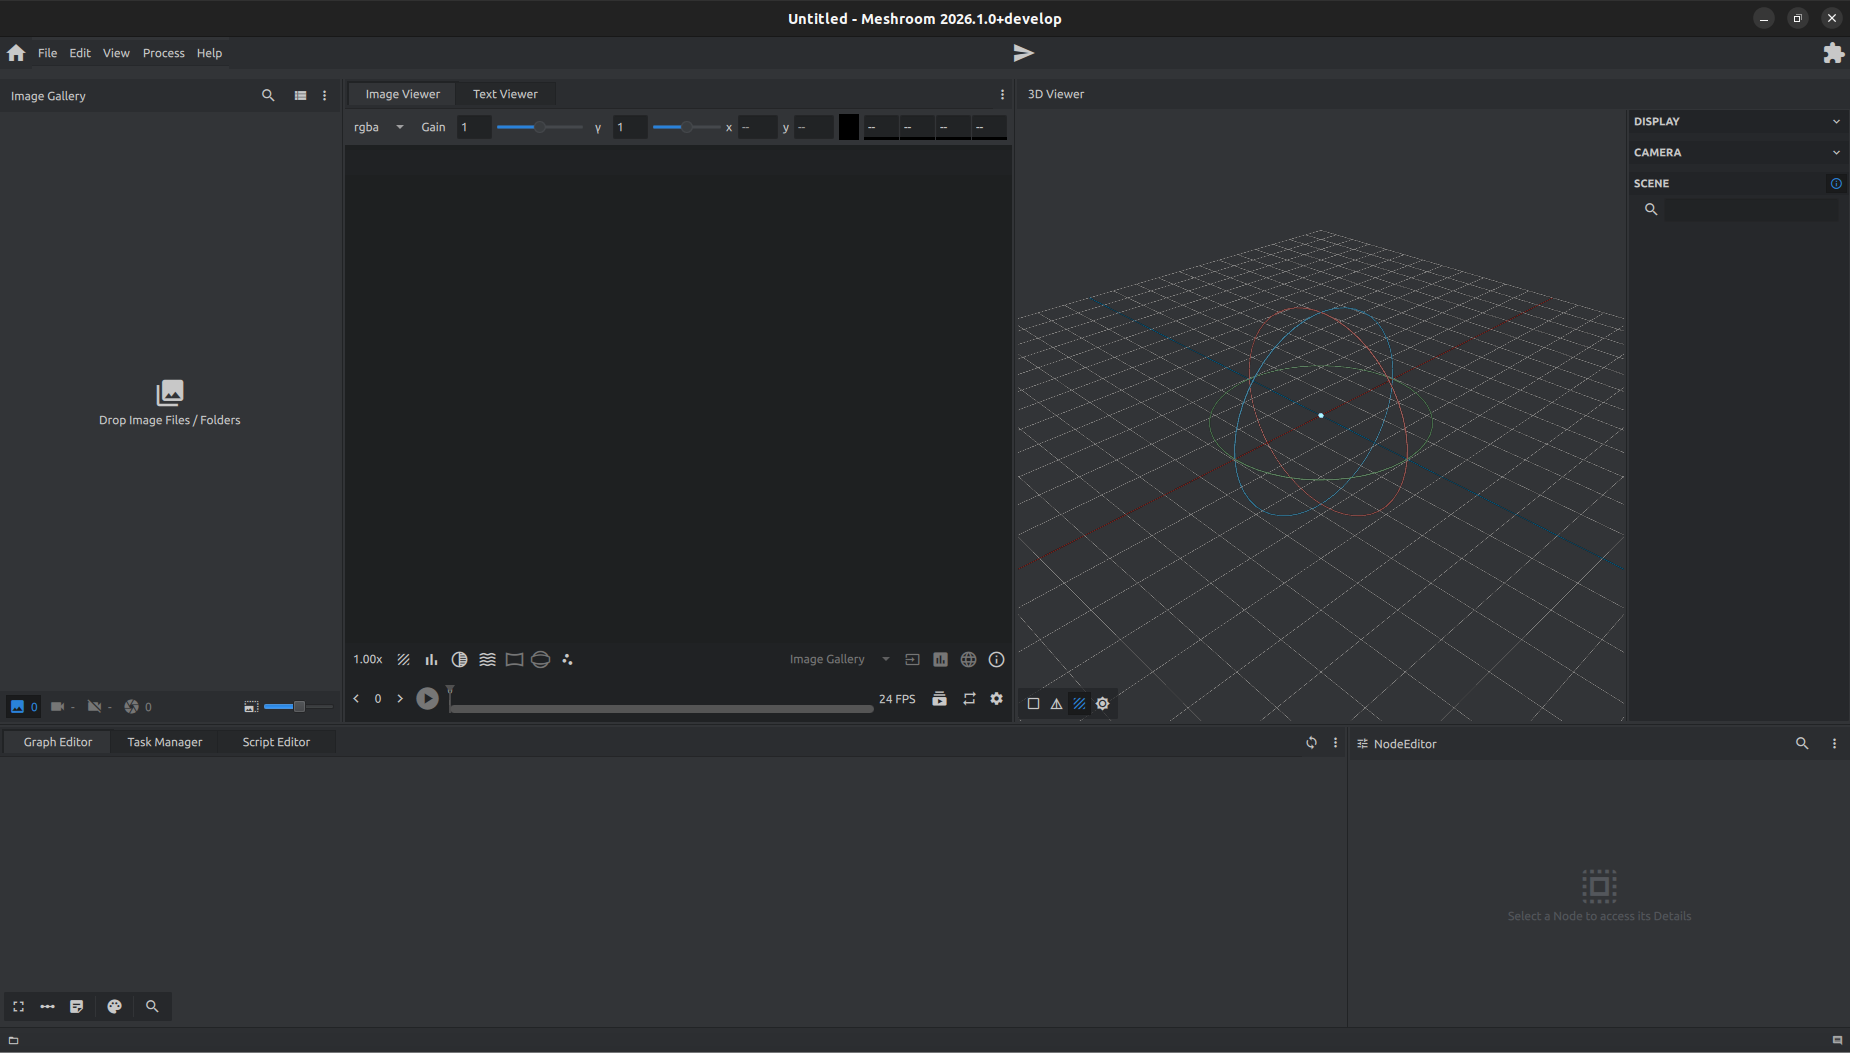 Untitled - Meshroom 2026.1.0+develop
File Edit View Process Help
Image Gallery
Image Viewer Text Viewer
3D Viewer
rgba Gain 1 γ 1 x -- y -- -- -- -- --
DISPLAY
CAMERA
SCENE
Drop Image Files / Folders
1.00x
Image Gallery
0 - - 0
0
24 FPS
Graph Editor Task Manager Script Editor
NodeEditor
Select a Node to access its Details